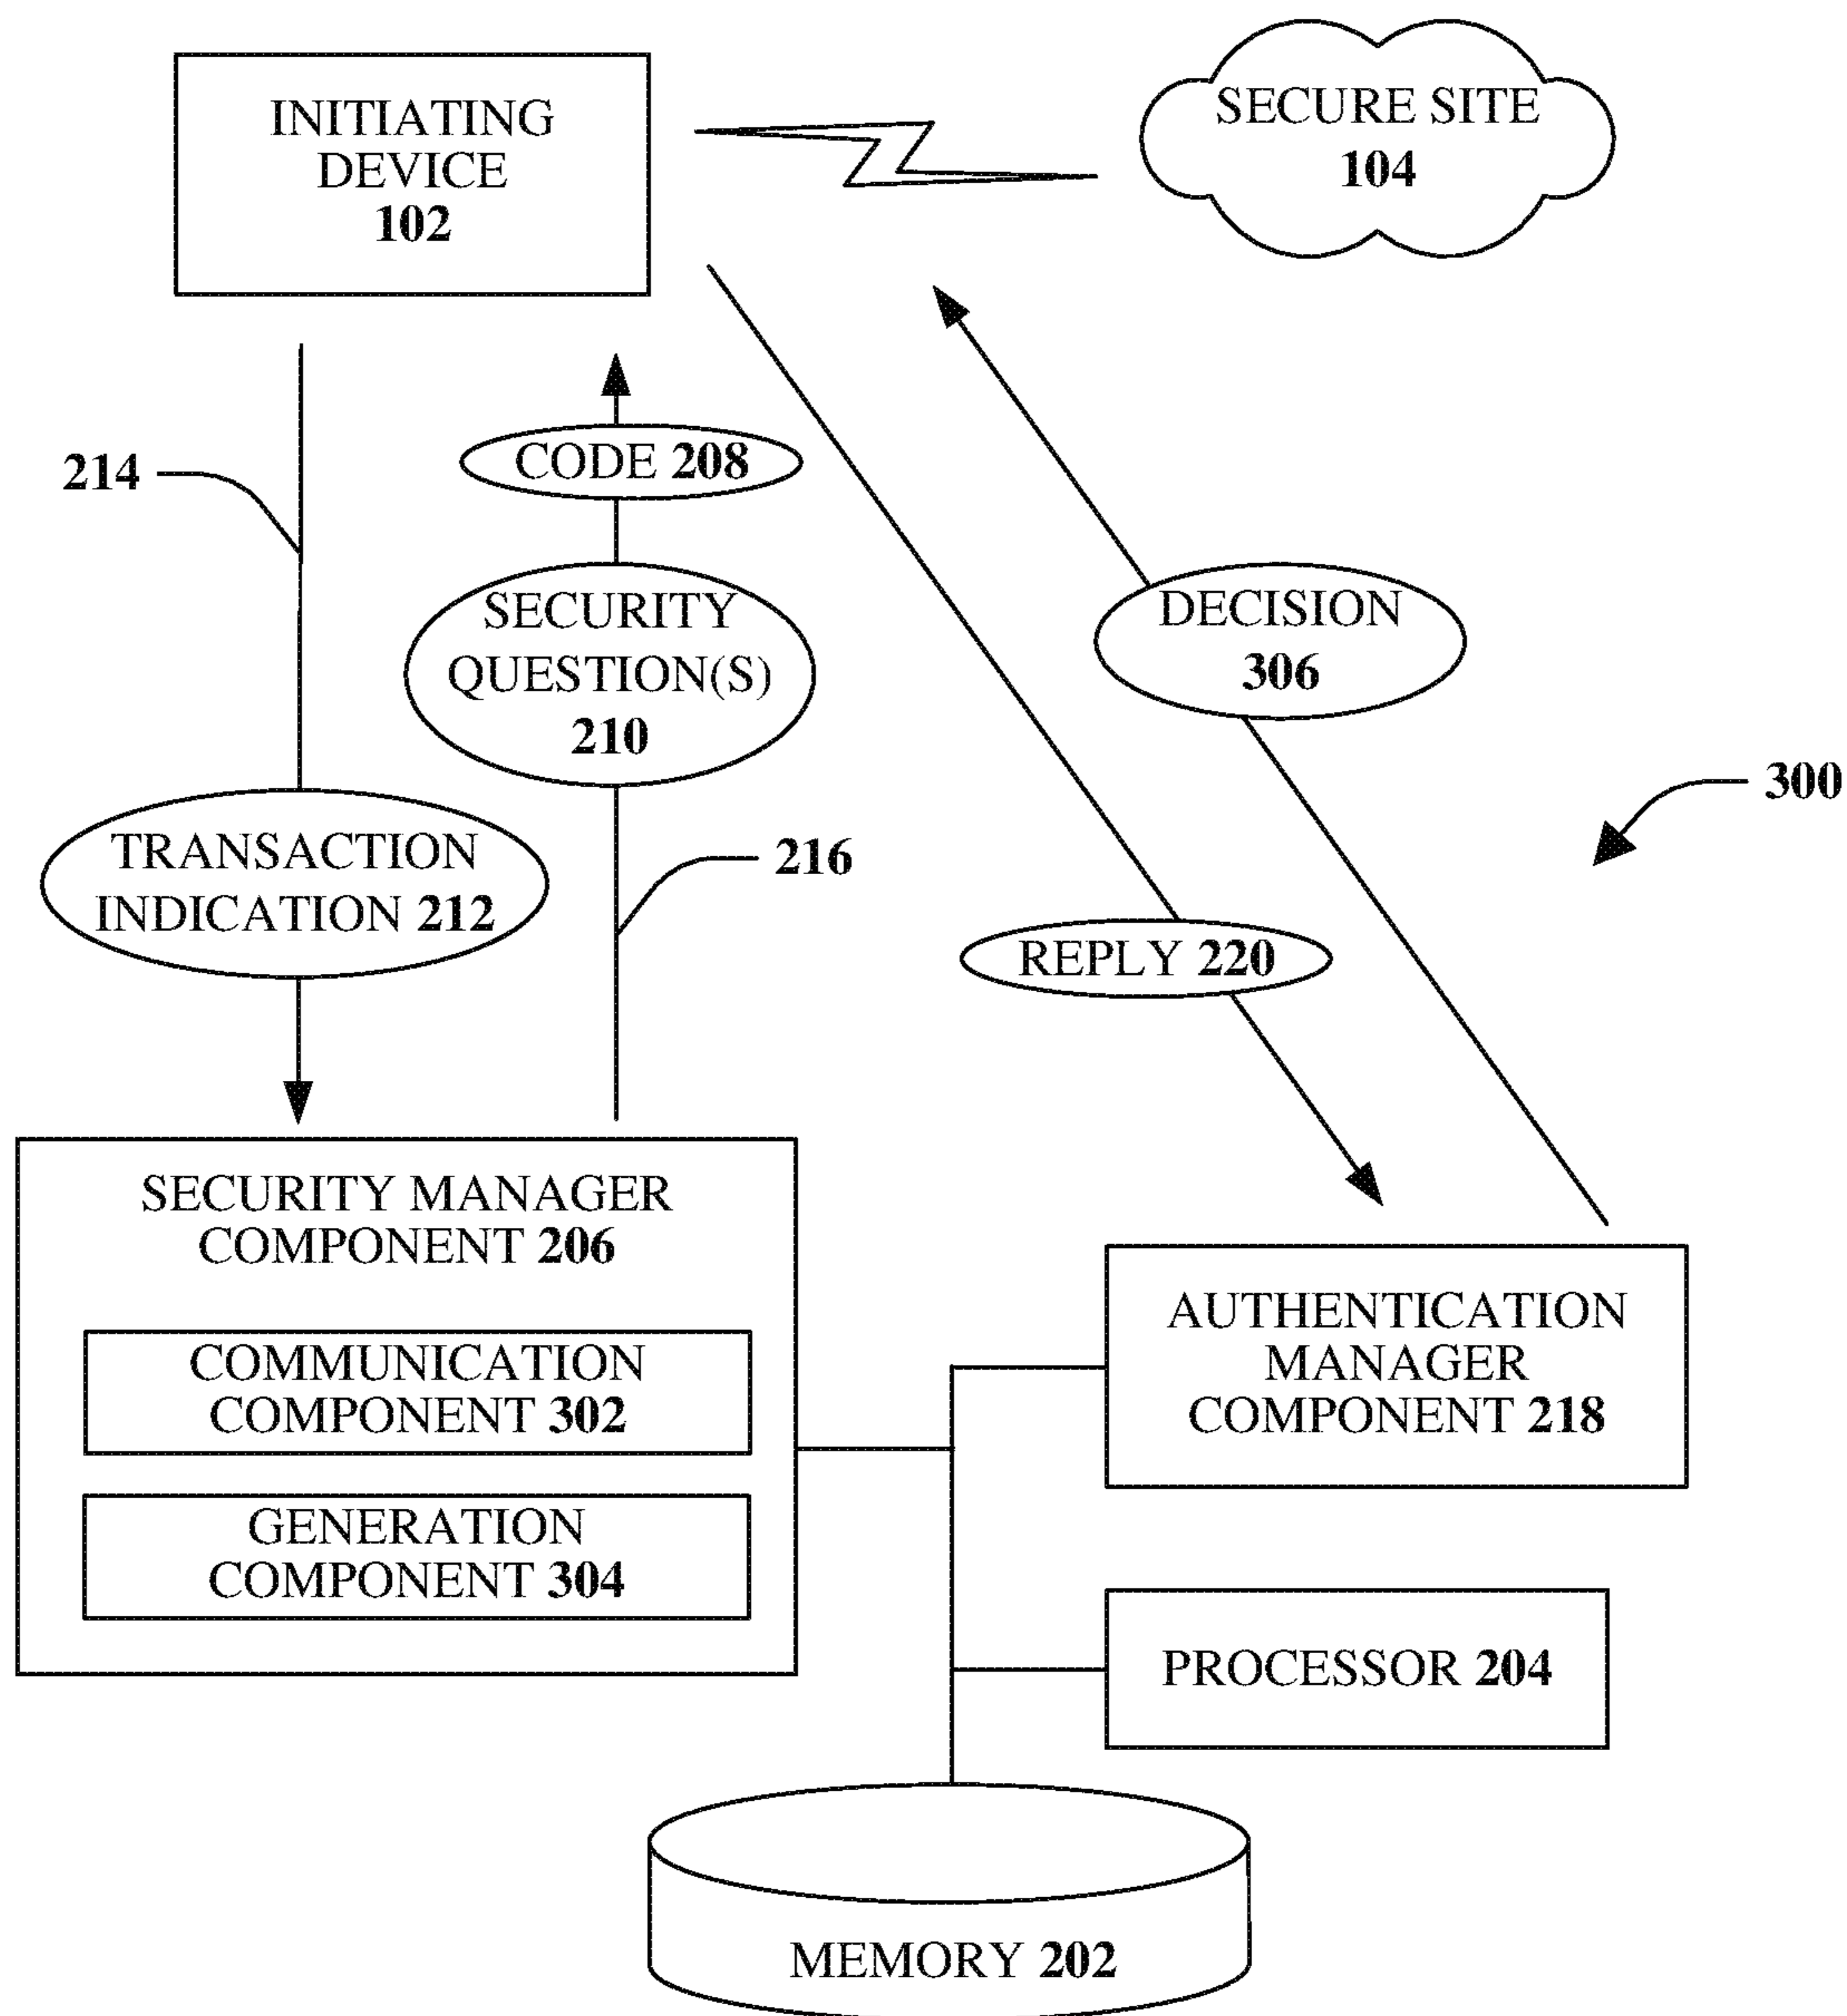 INITIATING
DEVICE
102
SECURE SITE
104
214
CODE 208
SECURITY
QUESTION(S)
210
DECISION
306
300
TRANSACTION
INDICATION 212
216
REPLY 220
SECURITY MANAGER
COMPONENT 206
COMMUNICATION
COMPONENT 302
GENERATION
COMPONENT 304
AUTHENTICATION
MANAGER
COMPONENT 218
PROCESSOR 204
MEMORY 202